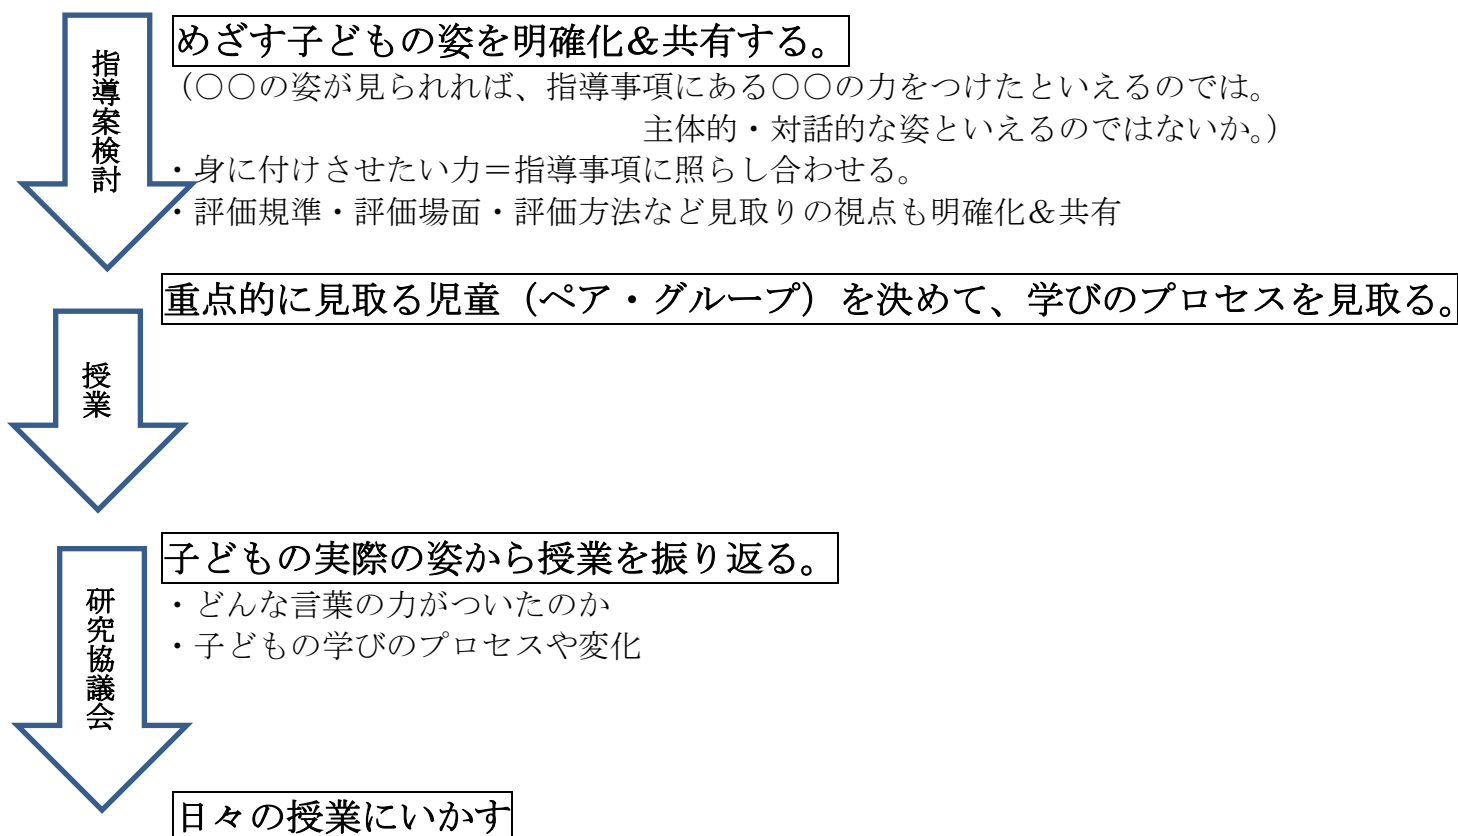 指導案検討
めざす子どもの姿を明確化&共有する。
(〇〇の姿が見られれば、指導事項にある〇〇の力をつけたといえるのでは。
主体的・対話的な姿といえるのではないか。)
・身に付けさせたい力=指導事項に照らし合わせる。
・評価規準・評価場面・評価方法など見取りの視点も明確化&共有
重点的に見取る児童(ペア・グループ)を決めて、学びのプロセスを見取る。
授業
子どもの実際の姿から授業を振り返る。
研究協議会
・どんな言葉の力がついたのか
・子どもの学びのプロセスや変化
日々の授業にいかす